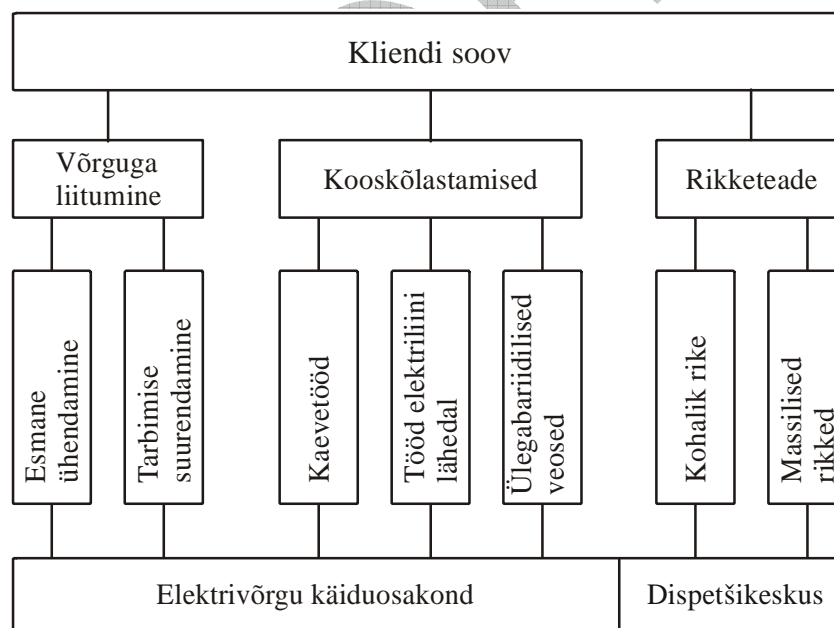 Kliendi soov
Võrguga
liitumine
Kooskõlastamised
Rikketeade
Esmane
ühendamine
Tarbimise
suurendamine
Kaevetööd
Tööd elektriliini
lähedal
Ülegabariidilised
veosed
Kohalik rike
Massilised
rikked
Elektrivõrgu käiduosakond
Dispetšikeskus